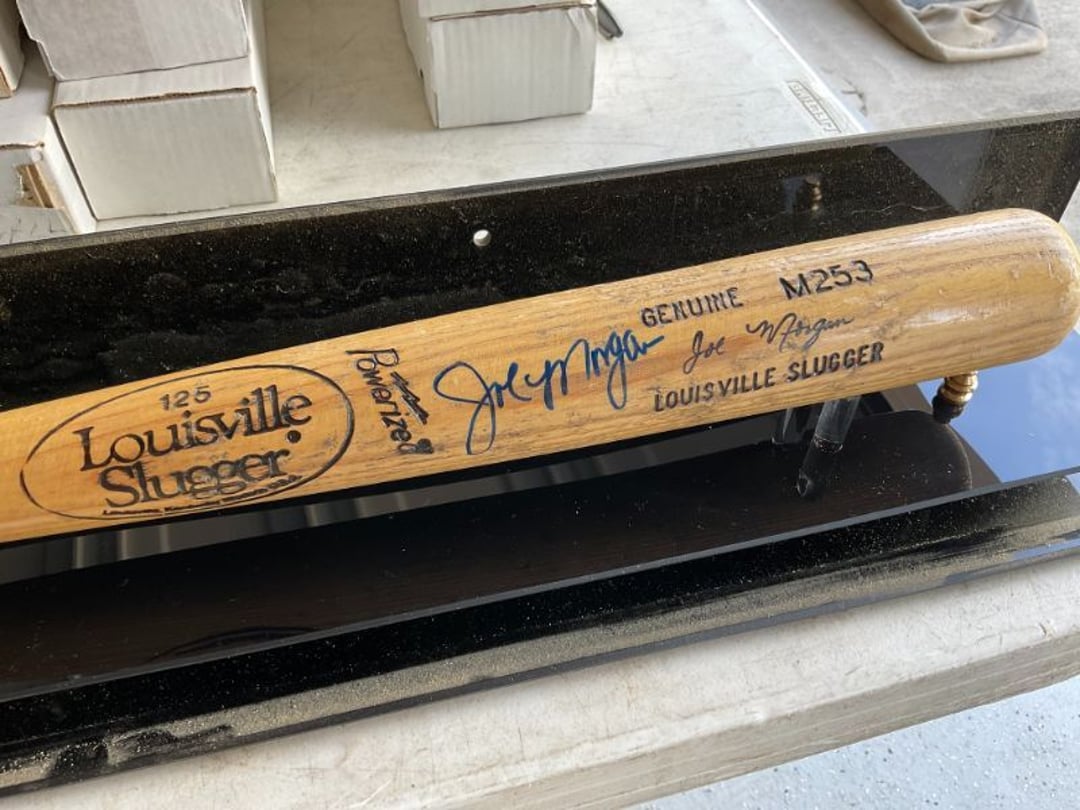 125
Louisville
Slugger
Powerized
Joe Morgan
GENUINE M253
Joe Morgan
LOUISVILLE SLUGGER